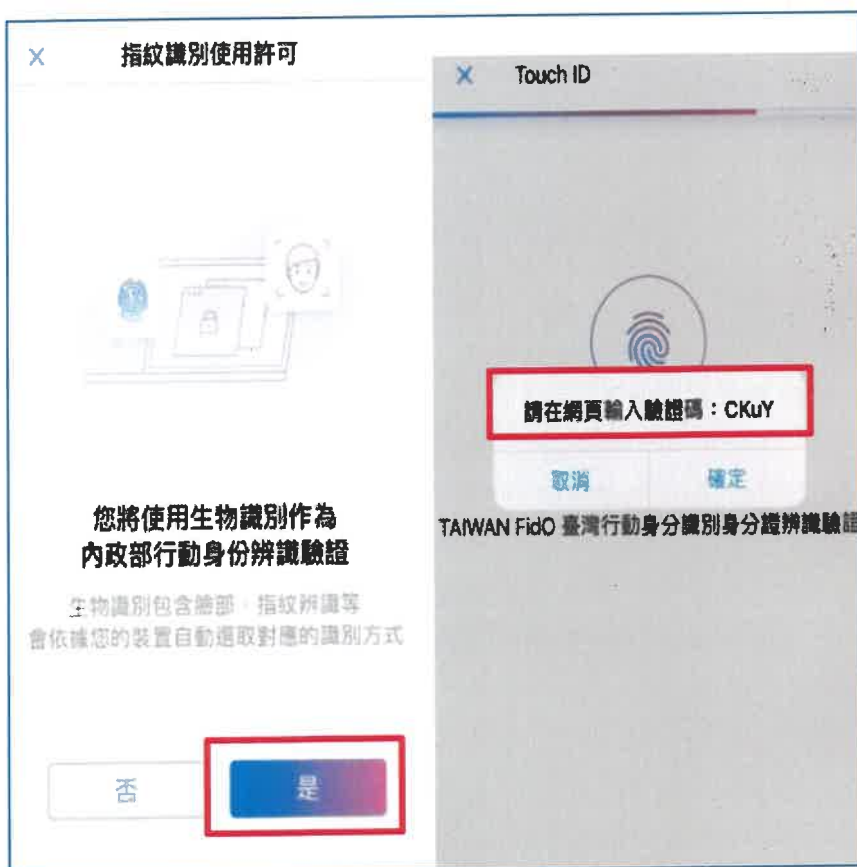 × 指紋識別使用許可
您將使用生物識別作為
內政部行動身份辨識驗證
生物識別包含臉部、指紋辨識等
會依據您的裝置自動選取對應的識別方式
否 是
× Touch ID
請在網頁輸入驗證碼：CKuY
取消 確定
TAIWAN FidO 臺灣行動身分識別身分證辨識驗證